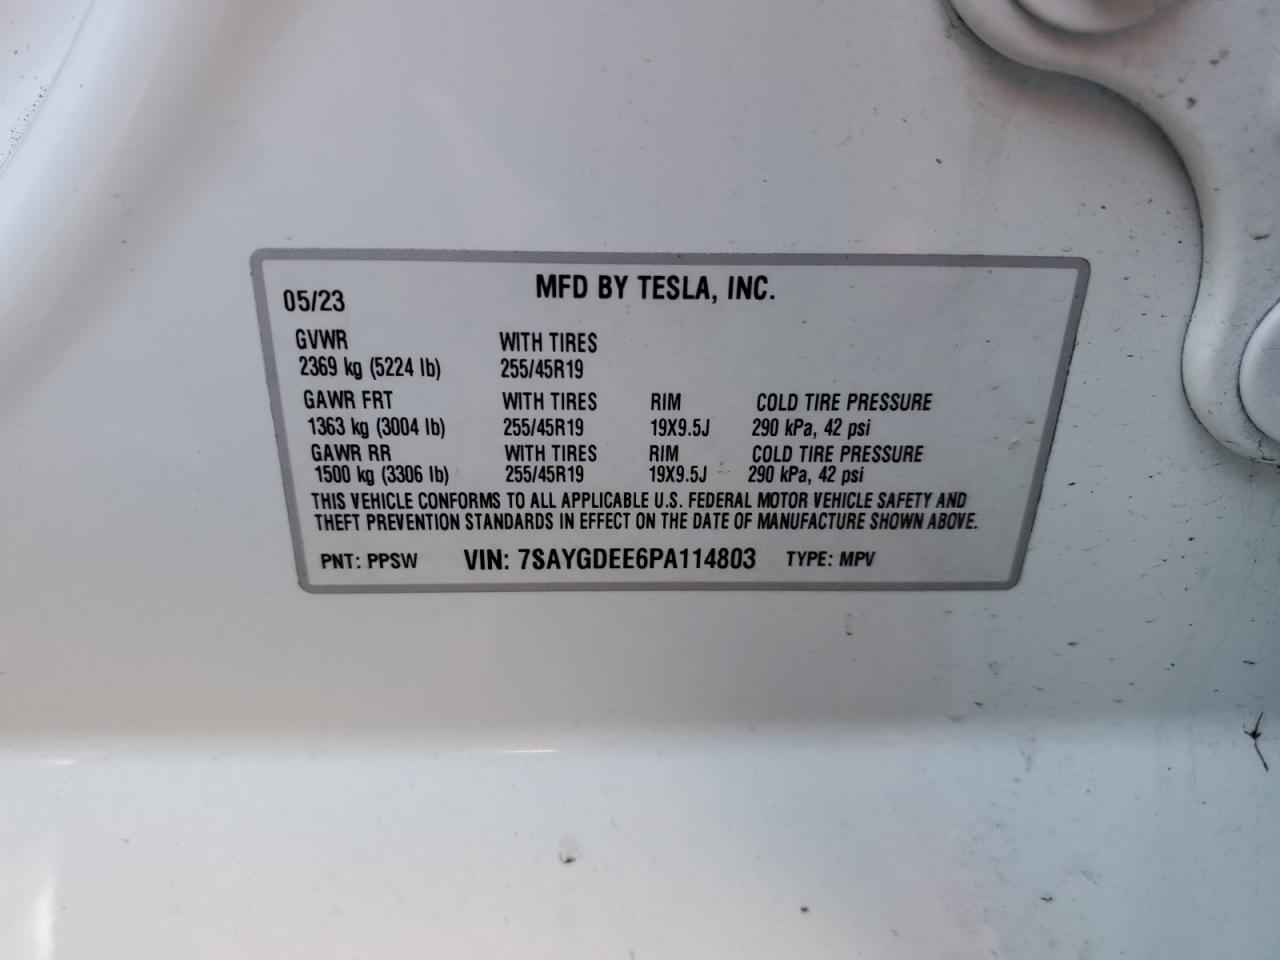 MFD BY TESLA, INC.
05/23
GVWR WITH TIRES
2369 kg (5224 lb) 255/45R19
GAWR FRT WITH TIRES RIM COLD TIRE PRESSURE
1363 kg (3004 lb) 255/45R19 19X9.5J 290 kPa, 42 psi
GAWR RR WITH TIRES RIM COLD TIRE PRESSURE
1500 kg (3306 lb) 255/45R19 19X9.5J 290 kPa, 42 psi
THIS VEHICLE CONFORMS TO ALL APPLICABLE U.S. FEDERAL MOTOR VEHICLE SAFETY AND
THEFT PREVENTION STANDARDS IN EFFECT ON THE DATE OF MANUFACTURE SHOWN ABOVE.
PNT: PPSW VIN: 7SAYGDEE6PA114803 TYPE: MPV